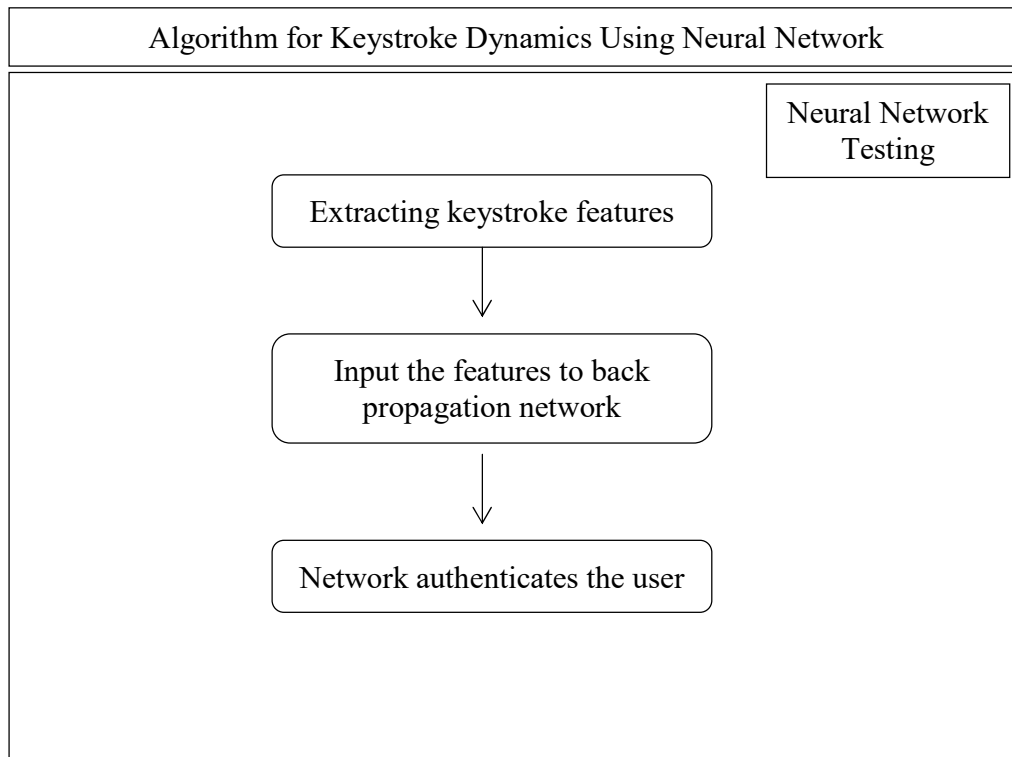 Algorithm for Keystroke Dynamics Using Neural Network
Neural Network
Testing
Extracting keystroke features
Input the features to back
propagation network
Network authenticates the user